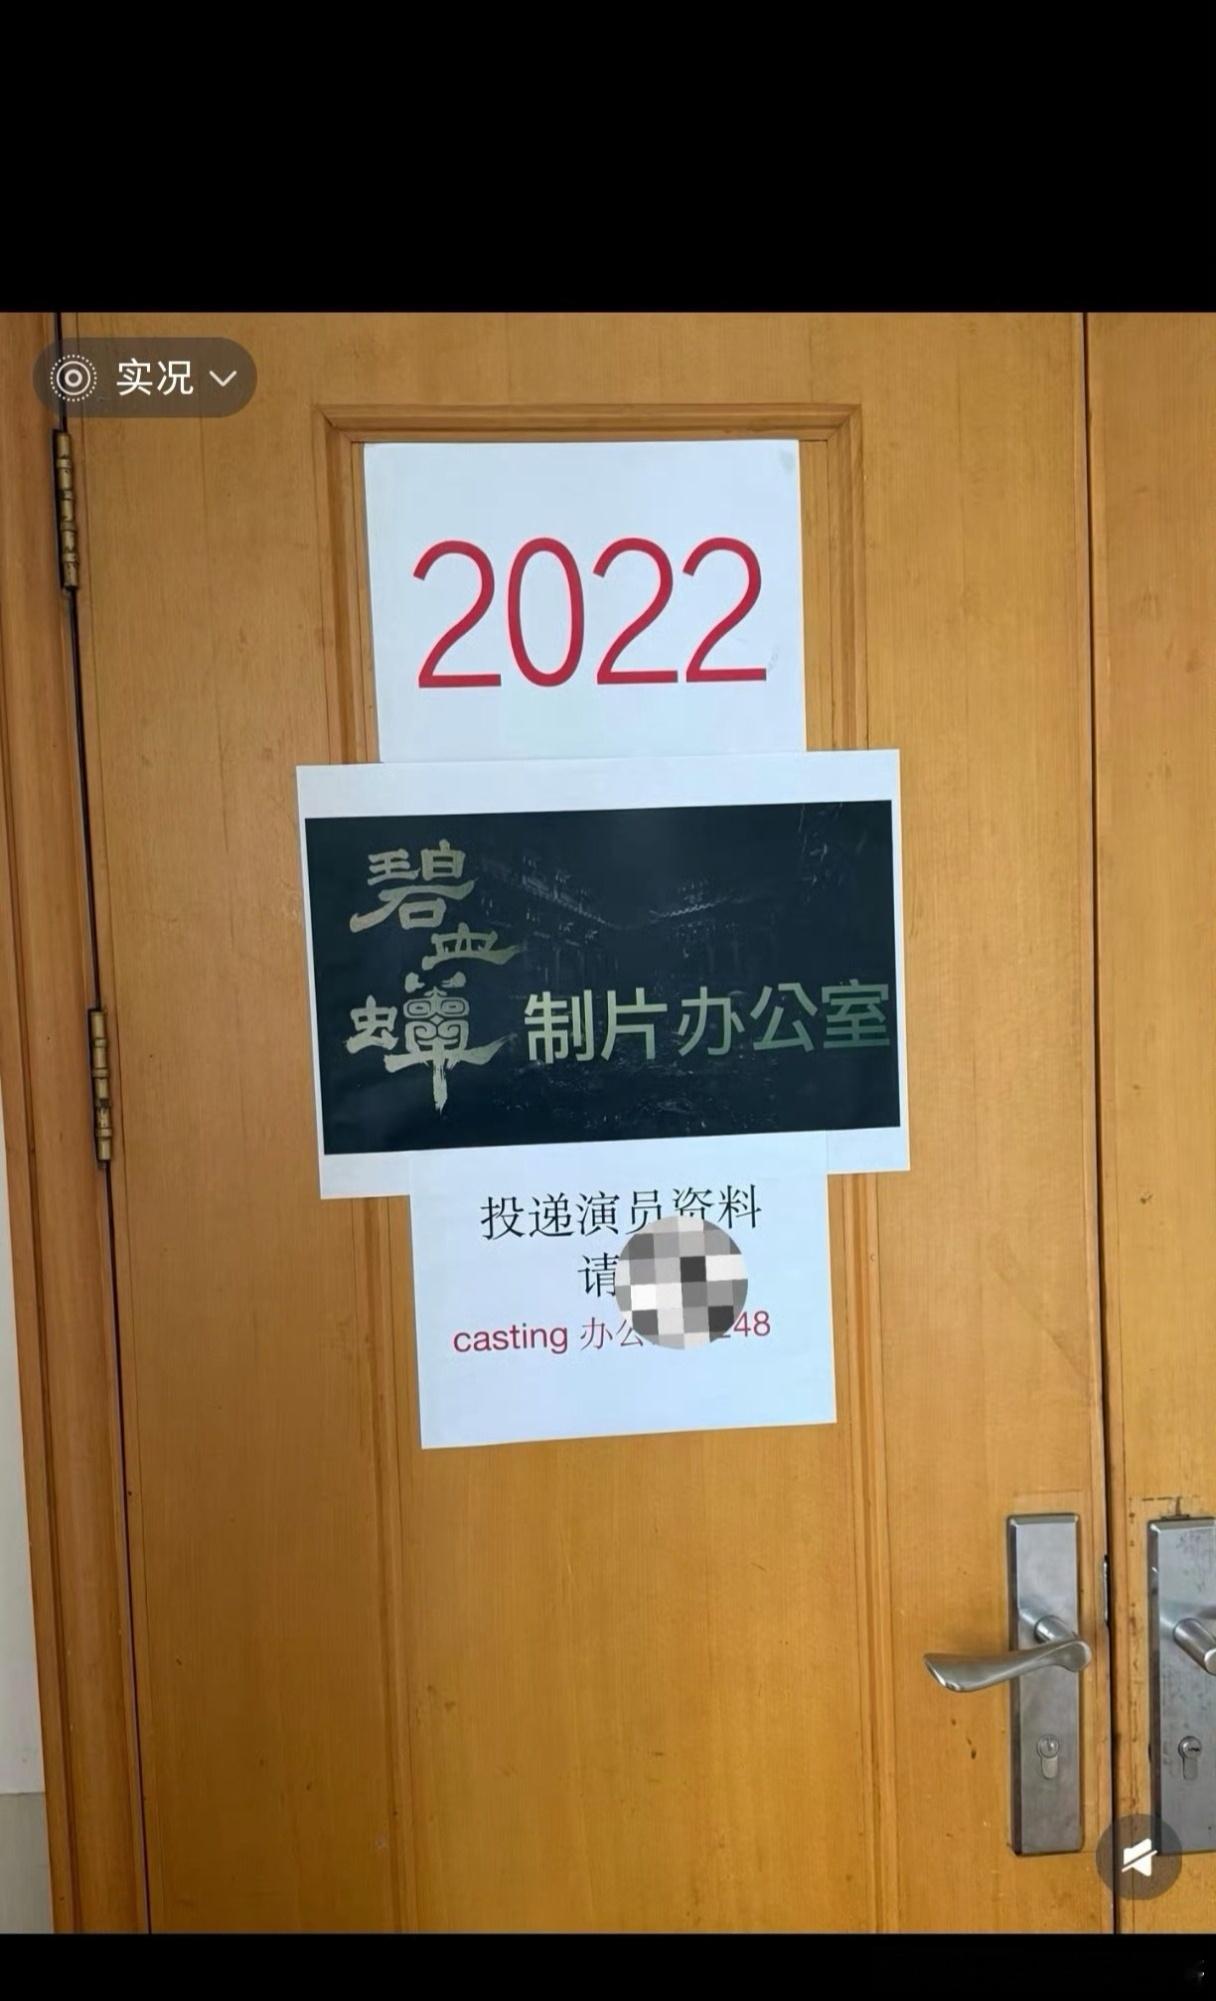 实况
2022
碧血蟬
制片办公室
投递演员资料
请
casting 办公 48